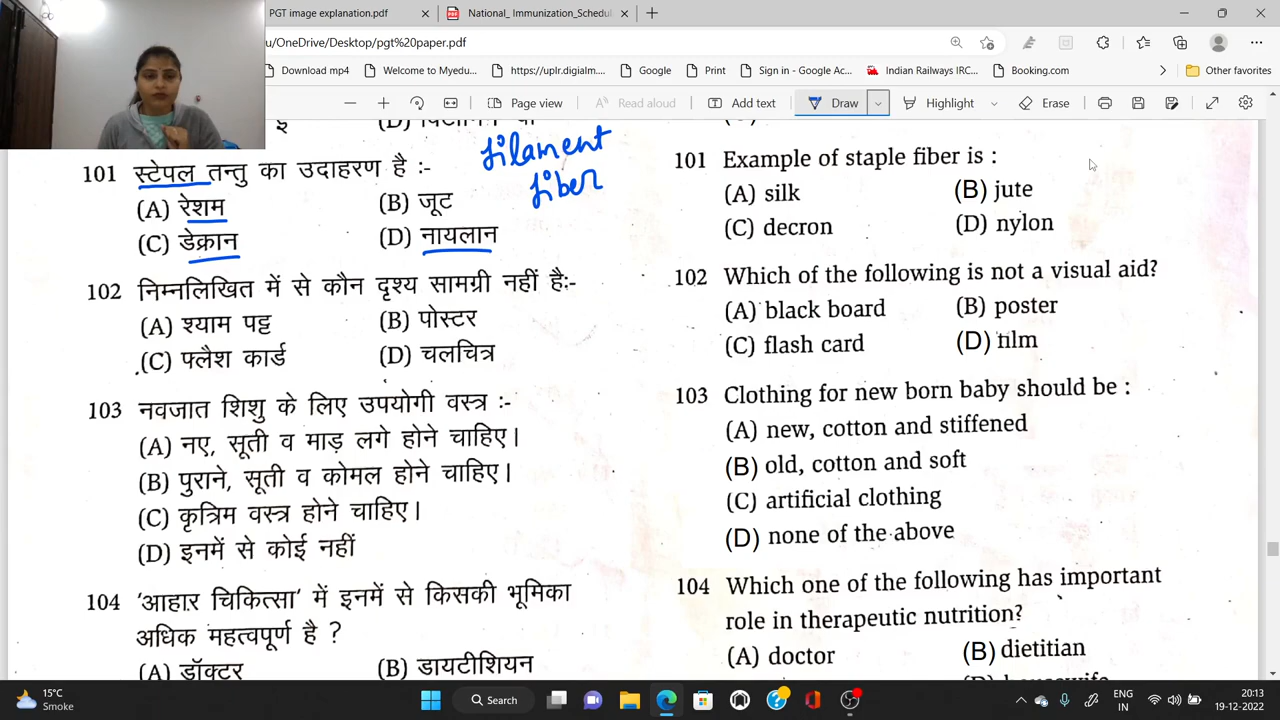 PGT image explanation.pdf
National_ Immunization_Schedul
u/OneDrive/Desktop/pgt%20paper.pdf
Download mp4
Welcome to Myedu...
https://uplr.digialm....
Google
Print
Sign in - Google Ac...
Indian Railways IRC...
Booking.com
Other favorites
Page view
Read aloud
Add text
Draw
Highlight
Erase
filament
fiber
101 स्टेपल तन्तु का उदाहरण है :-
(A) रेशम (B) जूट
(C) डेक्रान (D) नायलान
102 निम्नलिखित में से कौन दृश्य सामग्री नहीं है:-
(A) श्याम पट्ट (B) पोस्टर
(C) फ्लैश कार्ड (D) चलचित्र
103 नवजात शिशु के लिए उपयोगी वस्त्र :-
(A) नए, सूती व माड़ लगे होने चाहिए।
(B) पुराने, सूती व कोमल होने चाहिए।
(C) कृत्रिम वस्त्र होने चाहिए।
(D) इनमें से कोई नहीं
104 'आहार चिकित्सा' में इनमें से किसकी भूमिका
अधिक महत्वपूर्ण है ?
(A) डॉक्टर (B) डायटीशियन
101 Example of staple fiber is :
(A) silk (B) jute
(C) decron (D) nylon
102 Which of the following is not a visual aid?
(A) black board (B) poster
(C) flash card (D) film
103 Clothing for new born baby should be :
(A) new, cotton and stiffened
(B) old, cotton and soft
(C) artificial clothing
(D) none of the above
104 Which one of the following has important
role in therapeutic nutrition?
(A) doctor (B) dietitian
15°C
Smoke
Search
ENG
IN
20:13
19-12-2022